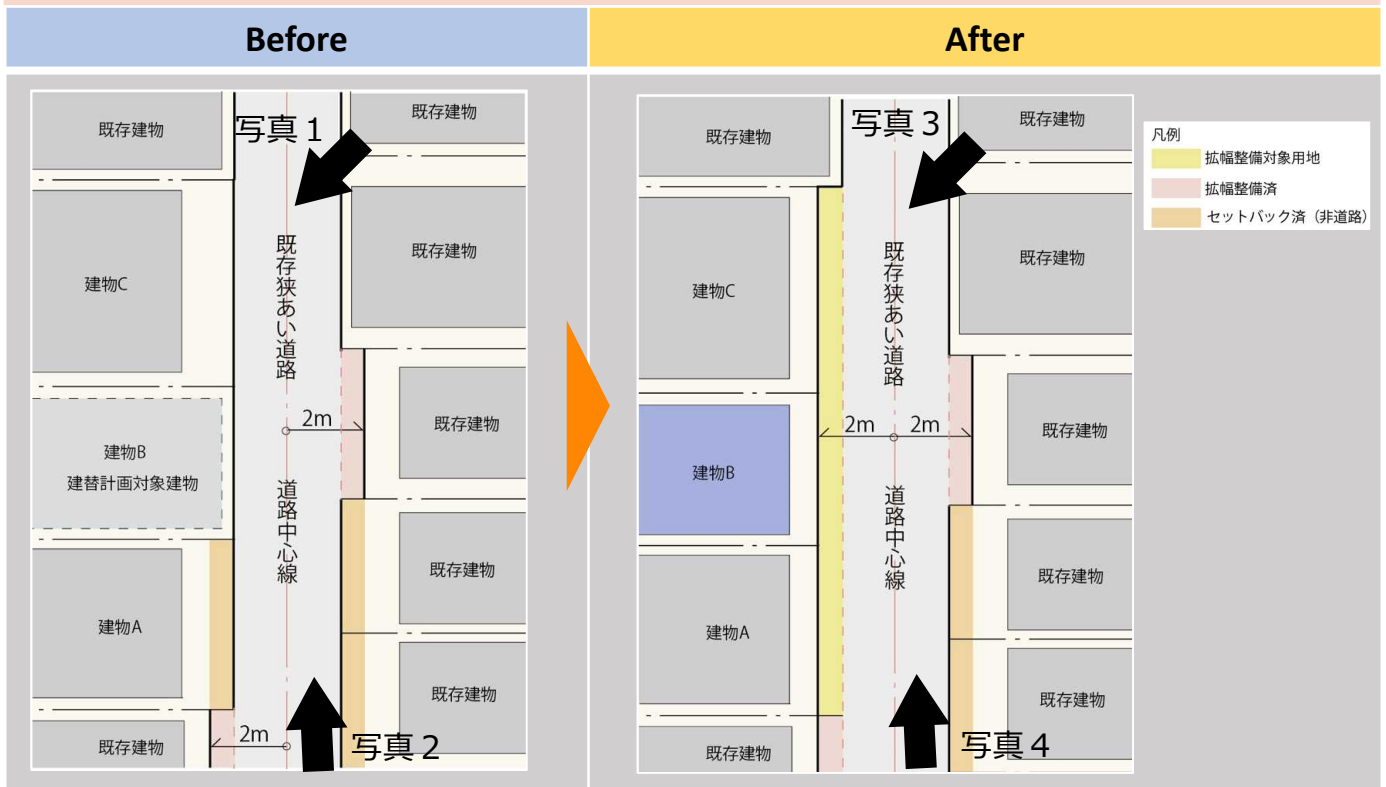 Before
After
既存建物
写真１
既存建物
建物C
既存狭あい道路
既存建物
2m
既存建物
建物B
建替計画対象建物
道路中心線
既存建物
建物A
既存建物
2m
既存建物
写真２
既存建物
写真３
既存建物
建物C
既存狭あい道路
既存建物
2m
2m
既存建物
建物B
道路中心線
既存建物
建物A
既存建物
既存建物
写真４
凡例
拡幅整備対象用地
拡幅整備済
セットバック済（非道路）